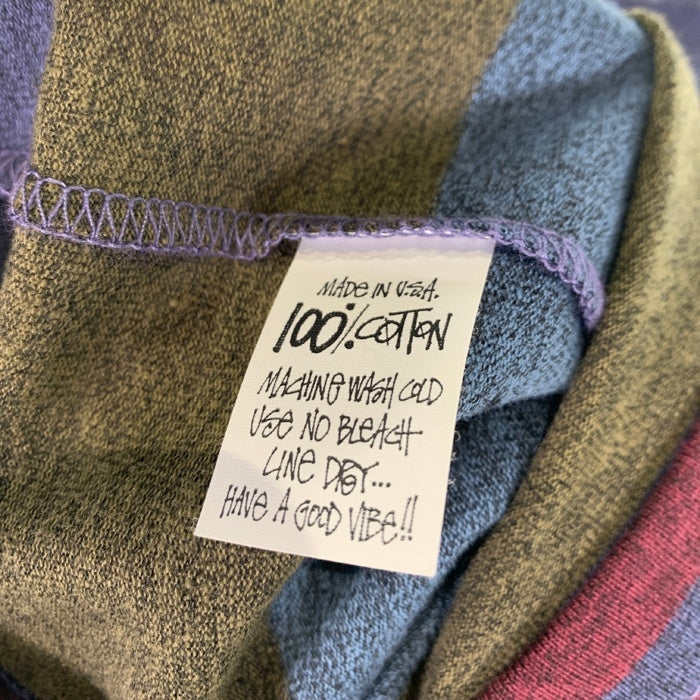 MADE IN U.S.A.
100% COTTON
MACHINE WASH COLD
USE NO BLEACH
LINE DRY...
HAVE A GOOD VIBE!!